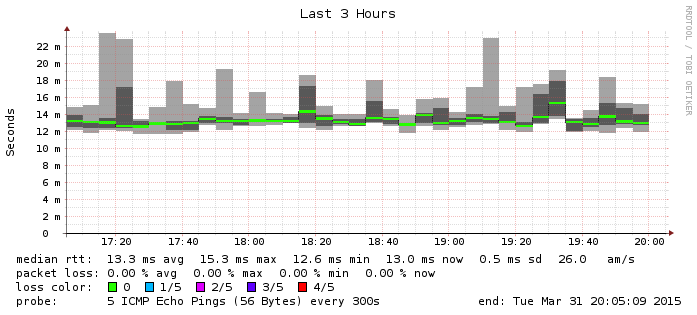 Last 3 Hours
RRDTOOL / TOBI OETIKER
Seconds
22 m
20 m
18 m
16 m
14 m
12 m
10 m
8 m
6 m
4 m
2 m
0
17:20 17:40 18:00 18:20 18:40 19:00 19:20 19:40 20:00
median rtt: 13.3 ms avg 15.3 ms max 12.6 ms min 13.0 ms now 0.5 ms sd 26.0 am/s
packet loss: 0.00 % avg 0.00 % max 0.00 % min 0.00 % now
loss color: 0 1/5 2/5 3/5 4/5
probe: 5 ICMP Echo Pings (56 Bytes) every 300s end: Tue Mar 31 20:05:09 2015